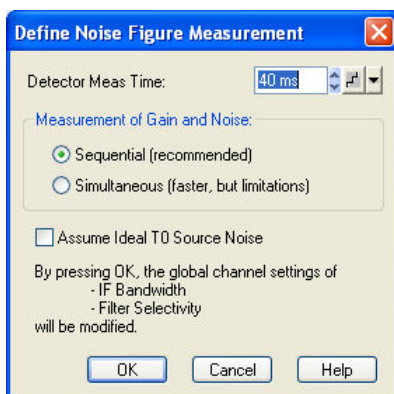 Define Noise Figure Measurement
Detector Meas Time: 40 ms
Measurement of Gain and Noise:
Sequential (recommended)
Simultaneous (faster, but limitations)
Assume Ideal T0 Source Noise
By pressing OK, the global channel settings of
- IF Bandwidth
- Filter Selectivity
will be modified.
OK Cancel Help